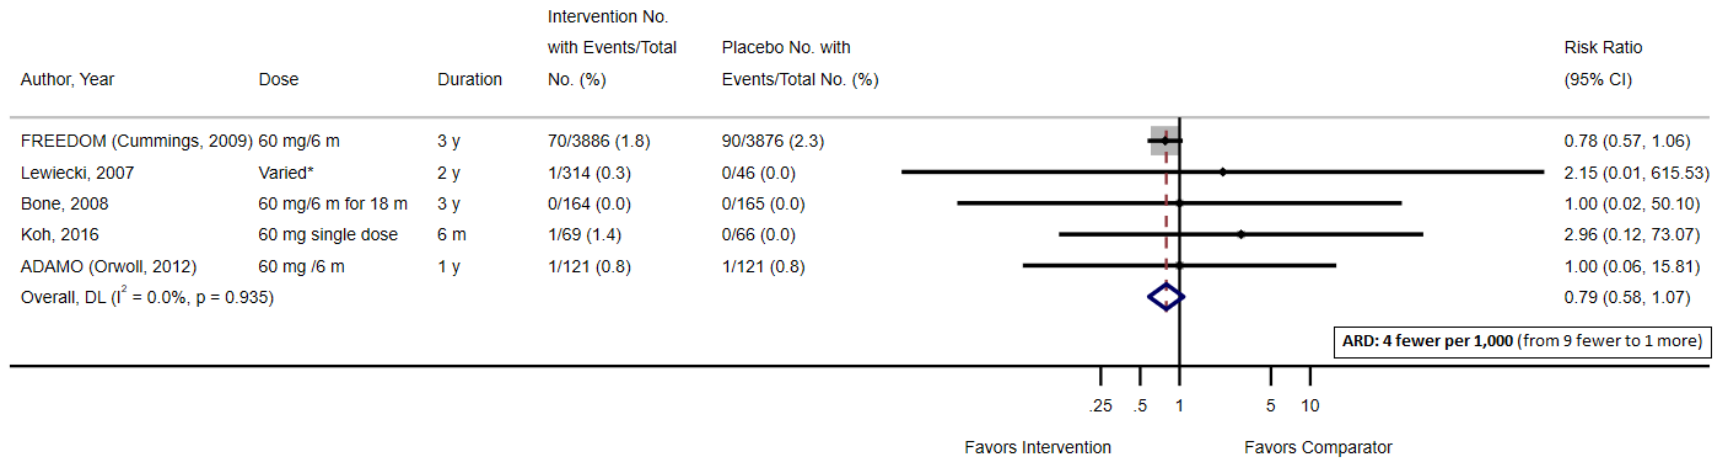 Intervention No.
with Events/Total Placebo No. with Risk Ratio
Author, Year Dose Duration No. (%) Events/Total No. (%) (95% CI)
FREEDOM (Cummings, 2009) 60 mg/6 m 3 y 70/3886 (1.8) 90/3876 (2.3) 0.78 (0.57, 1.06)
Lewiecki, 2007 Varied* 2 y 1/314 (0.3) 0/46 (0.0) 2.15 (0.01, 615.53)
Bone, 2008 60 mg/6 m for 18 m 3 y 0/164 (0.0) 0/165 (0.0) 1.00 (0.02, 50.10)
Koh, 2016 60 mg single dose 6 m 1/69 (1.4) 0/66 (0.0) 2.96 (0.12, 73.07)
ADAMO (Orwoll, 2012) 60 mg /6 m 1 y 1/121 (0.8) 1/121 (0.8) 1.00 (0.06, 15.81)
Overall, DL (I² = 0.0%, p = 0.935) 0.79 (0.58, 1.07)
ARD: 4 fewer per 1,000 (from 9 fewer to 1 more)
.25 .5 1 5 10
Favors Intervention Favors Comparator